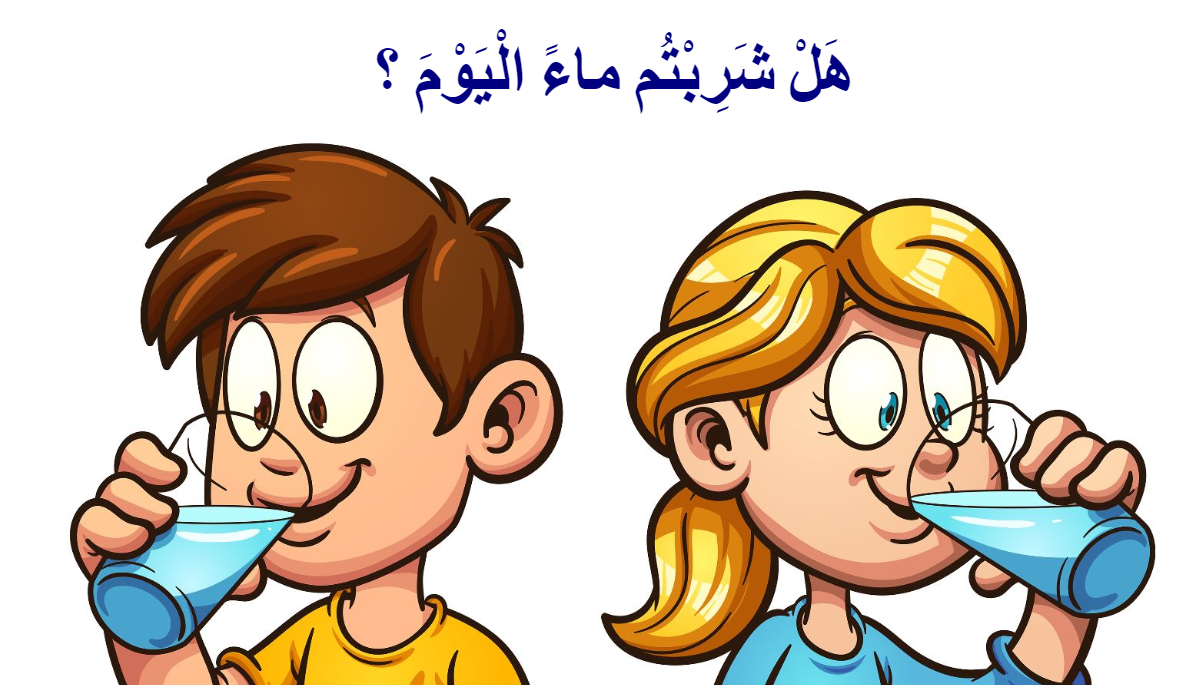 هَلْ شَرِبْتُم ماءً الْيَوْمَ ؟